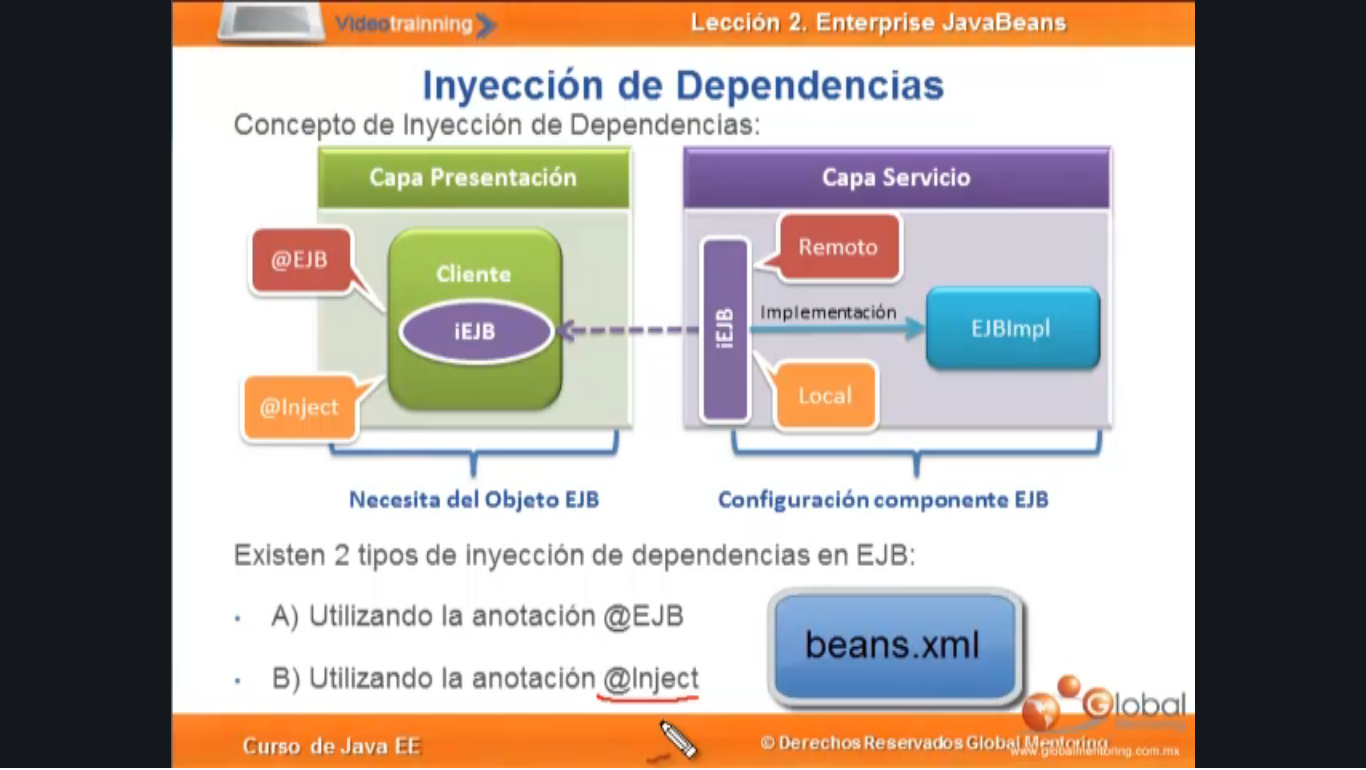 Videotrainning
Lección 2. Enterprise JavaBeans
Inyección de Dependencias
Concepto de Inyección de Dependencias:
Capa Presentación
Capa Servicio
@EJB
Cliente
iEJB
@Inject
iEJB
Remoto
Implementación
EJBImpl
Local
Necesita del Objeto EJB
Configuración componente EJB
Existen 2 tipos de inyección de dependencias en EJB:
A) Utilizando la anotación @EJB
B) Utilizando la anotación @Inject
beans.xml
Global
Mentoring
Curso de Java EE
© Derechos Reservados Global Mentoring
www.globalmentoring.com.mx